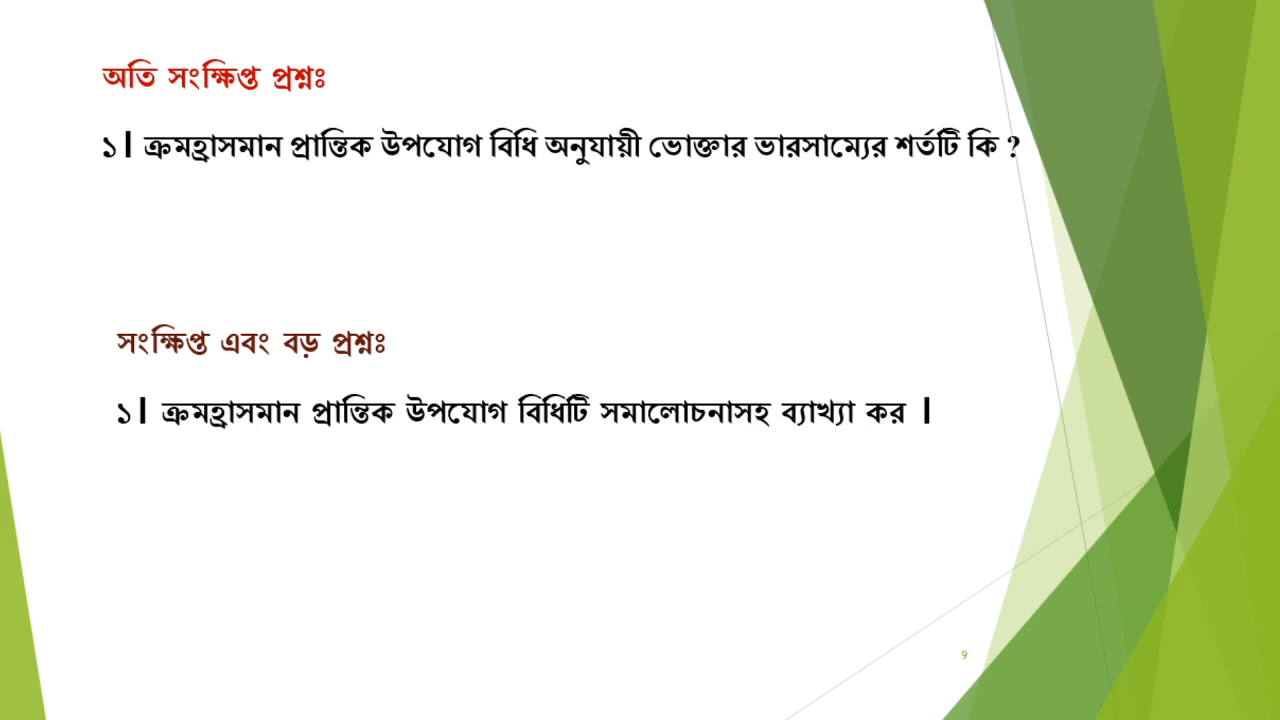 অতি সংক্ষিপ্ত প্রশ্নঃ
১। ক্রমহ্রাসমান প্রান্তিক উপযোগ বিধি অনুযায়ী ভোক্তার ভারসাম্যের শর্তটি কি ?
সংক্ষিপ্ত এবং বড় প্রশ্নঃ
১। ক্রমহ্রাসমান প্রান্তিক উপযোগ বিধিটি সমালোচনাসহ ব্যাখ্যা কর ।
9